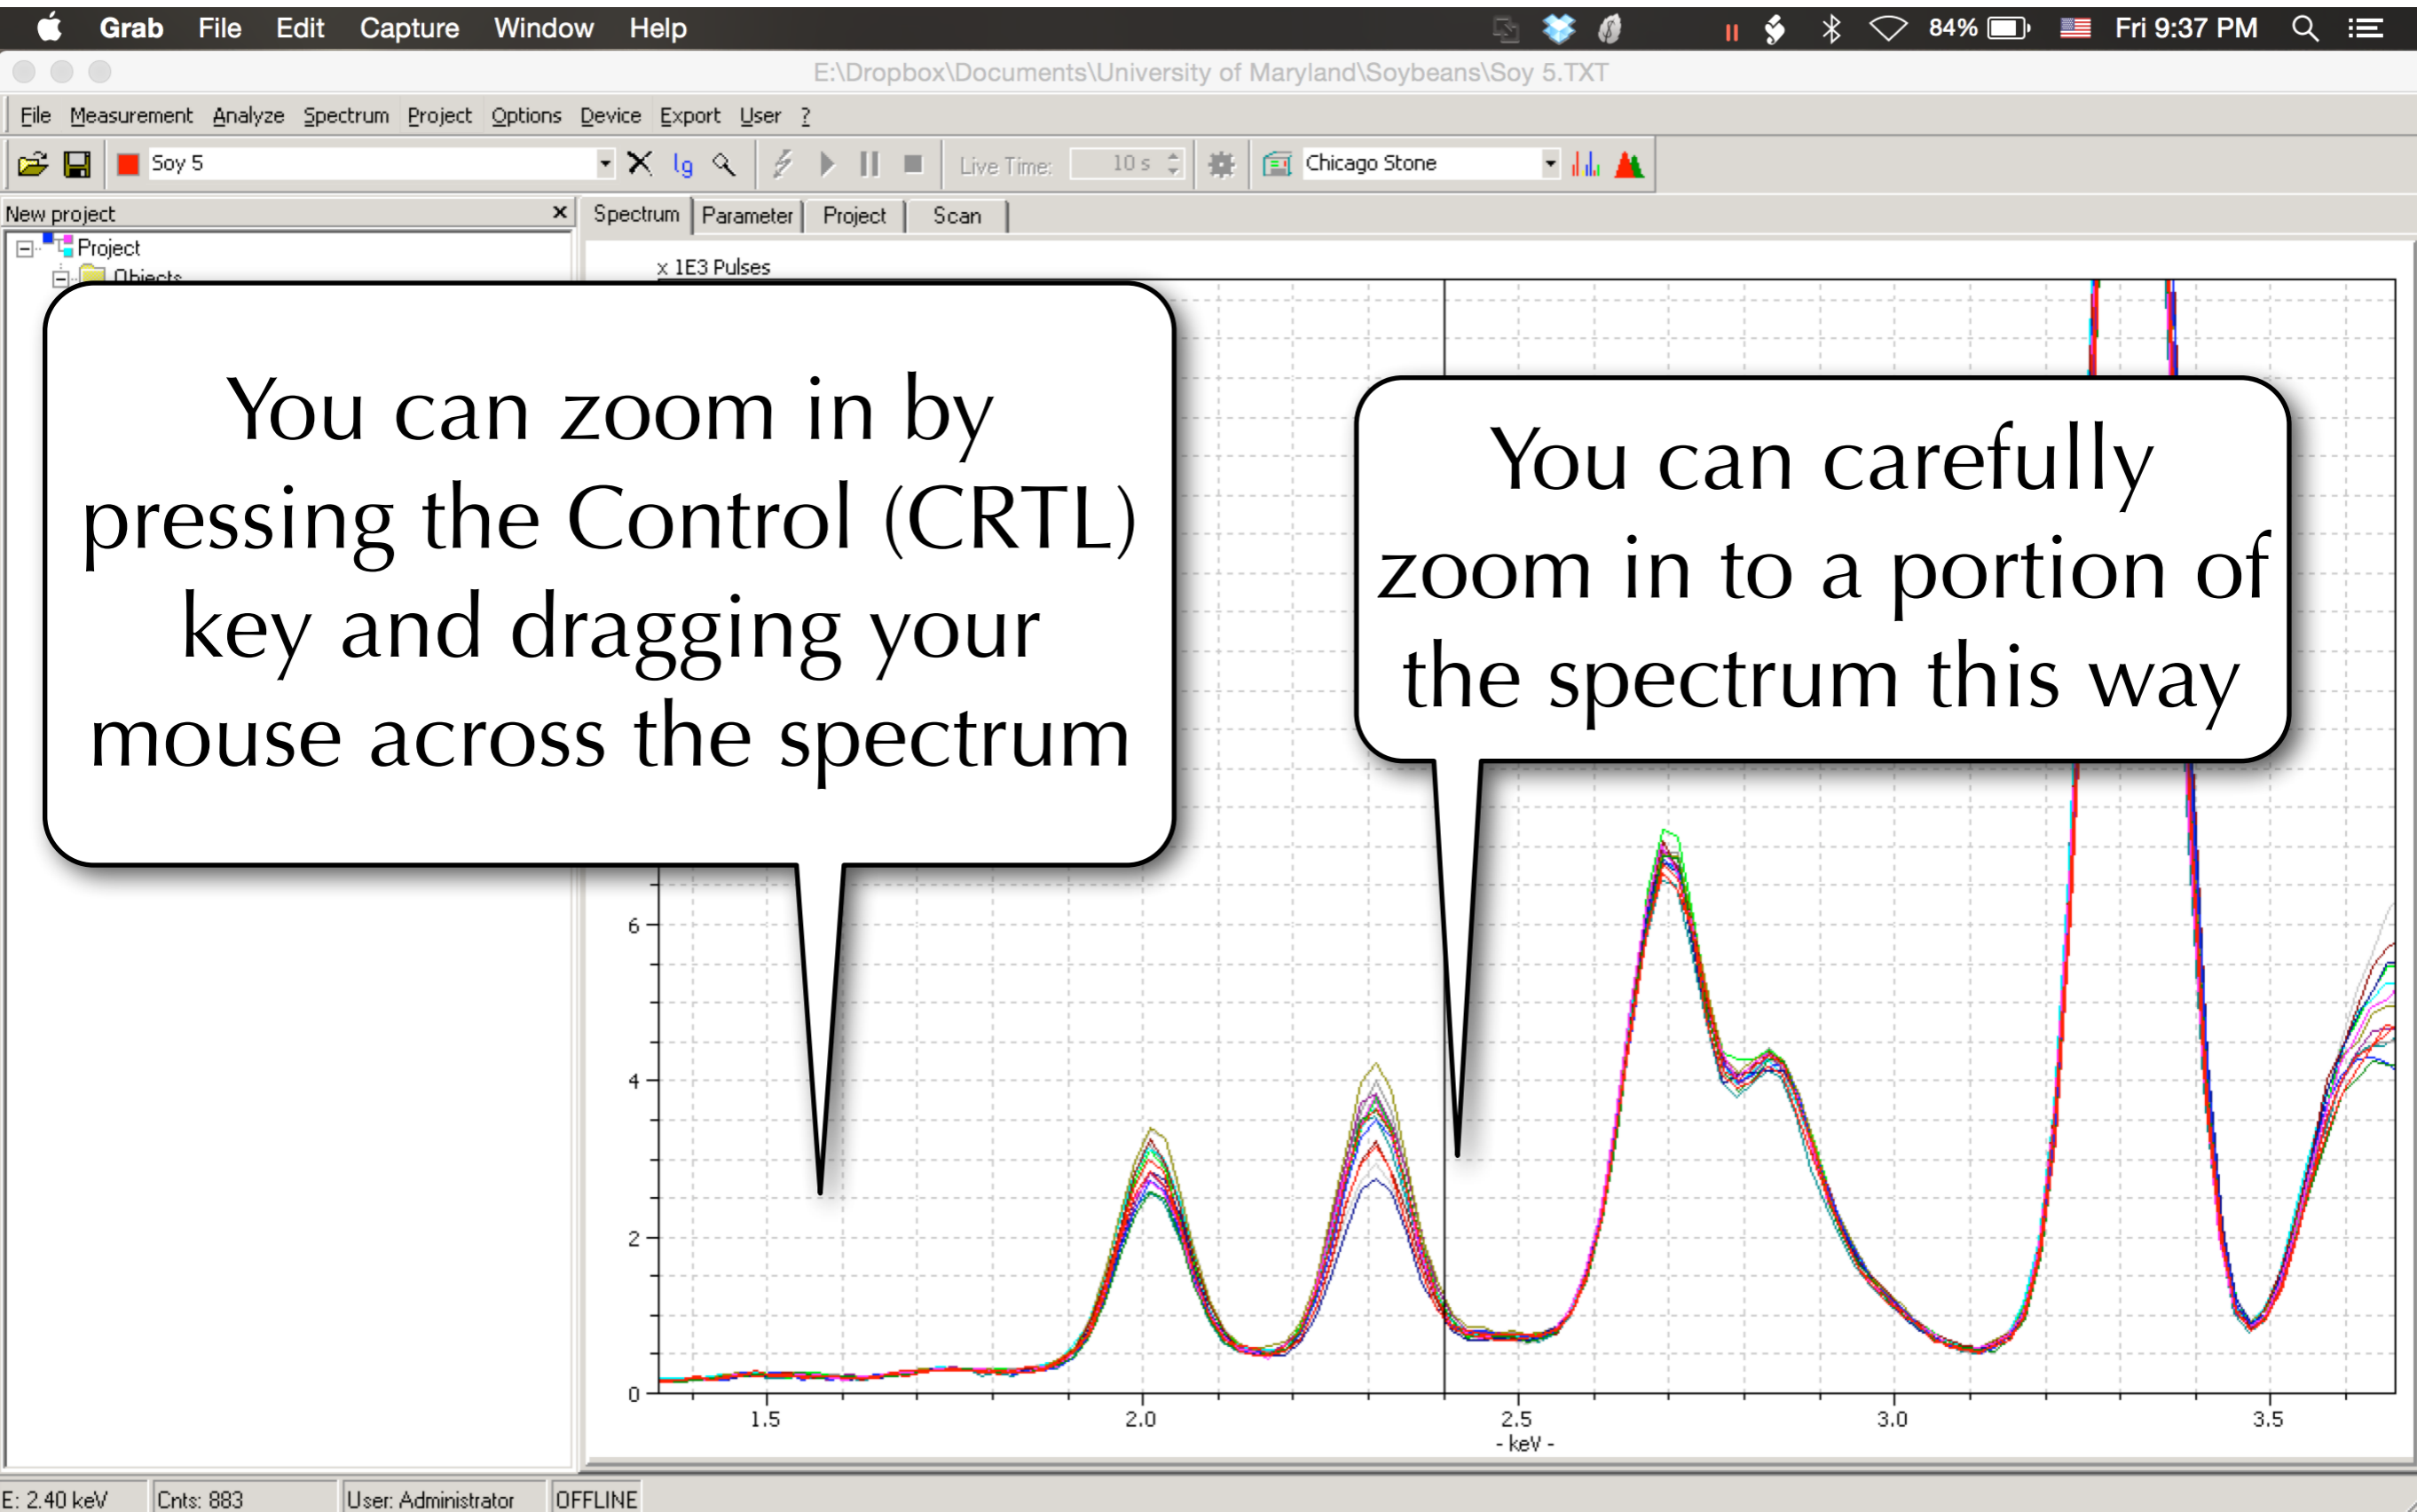 Grab File Edit Capture Window Help 84% Fri 9:37 PM
E:\Dropbox\Documents\University of Maryland\Soybeans\Soy 5.TXT
File Measurement Analyze Spectrum Project Options Device Export User ?
Soy 5 lg Live Time: 10 s Chicago Stone
New project x Spectrum Parameter Project Scan
Project
Objects
x 1E3 Pulses
You can zoom in by
pressing the Control (CRTL)
key and dragging your
mouse across the spectrum
You can carefully
zoom in to a portion of
the spectrum this way
6
4
2
0
1.5 2.0 2.5 3.0 3.5
- keV -
E: 2.40 keV Cnts: 883 User: Administrator OFFLINE